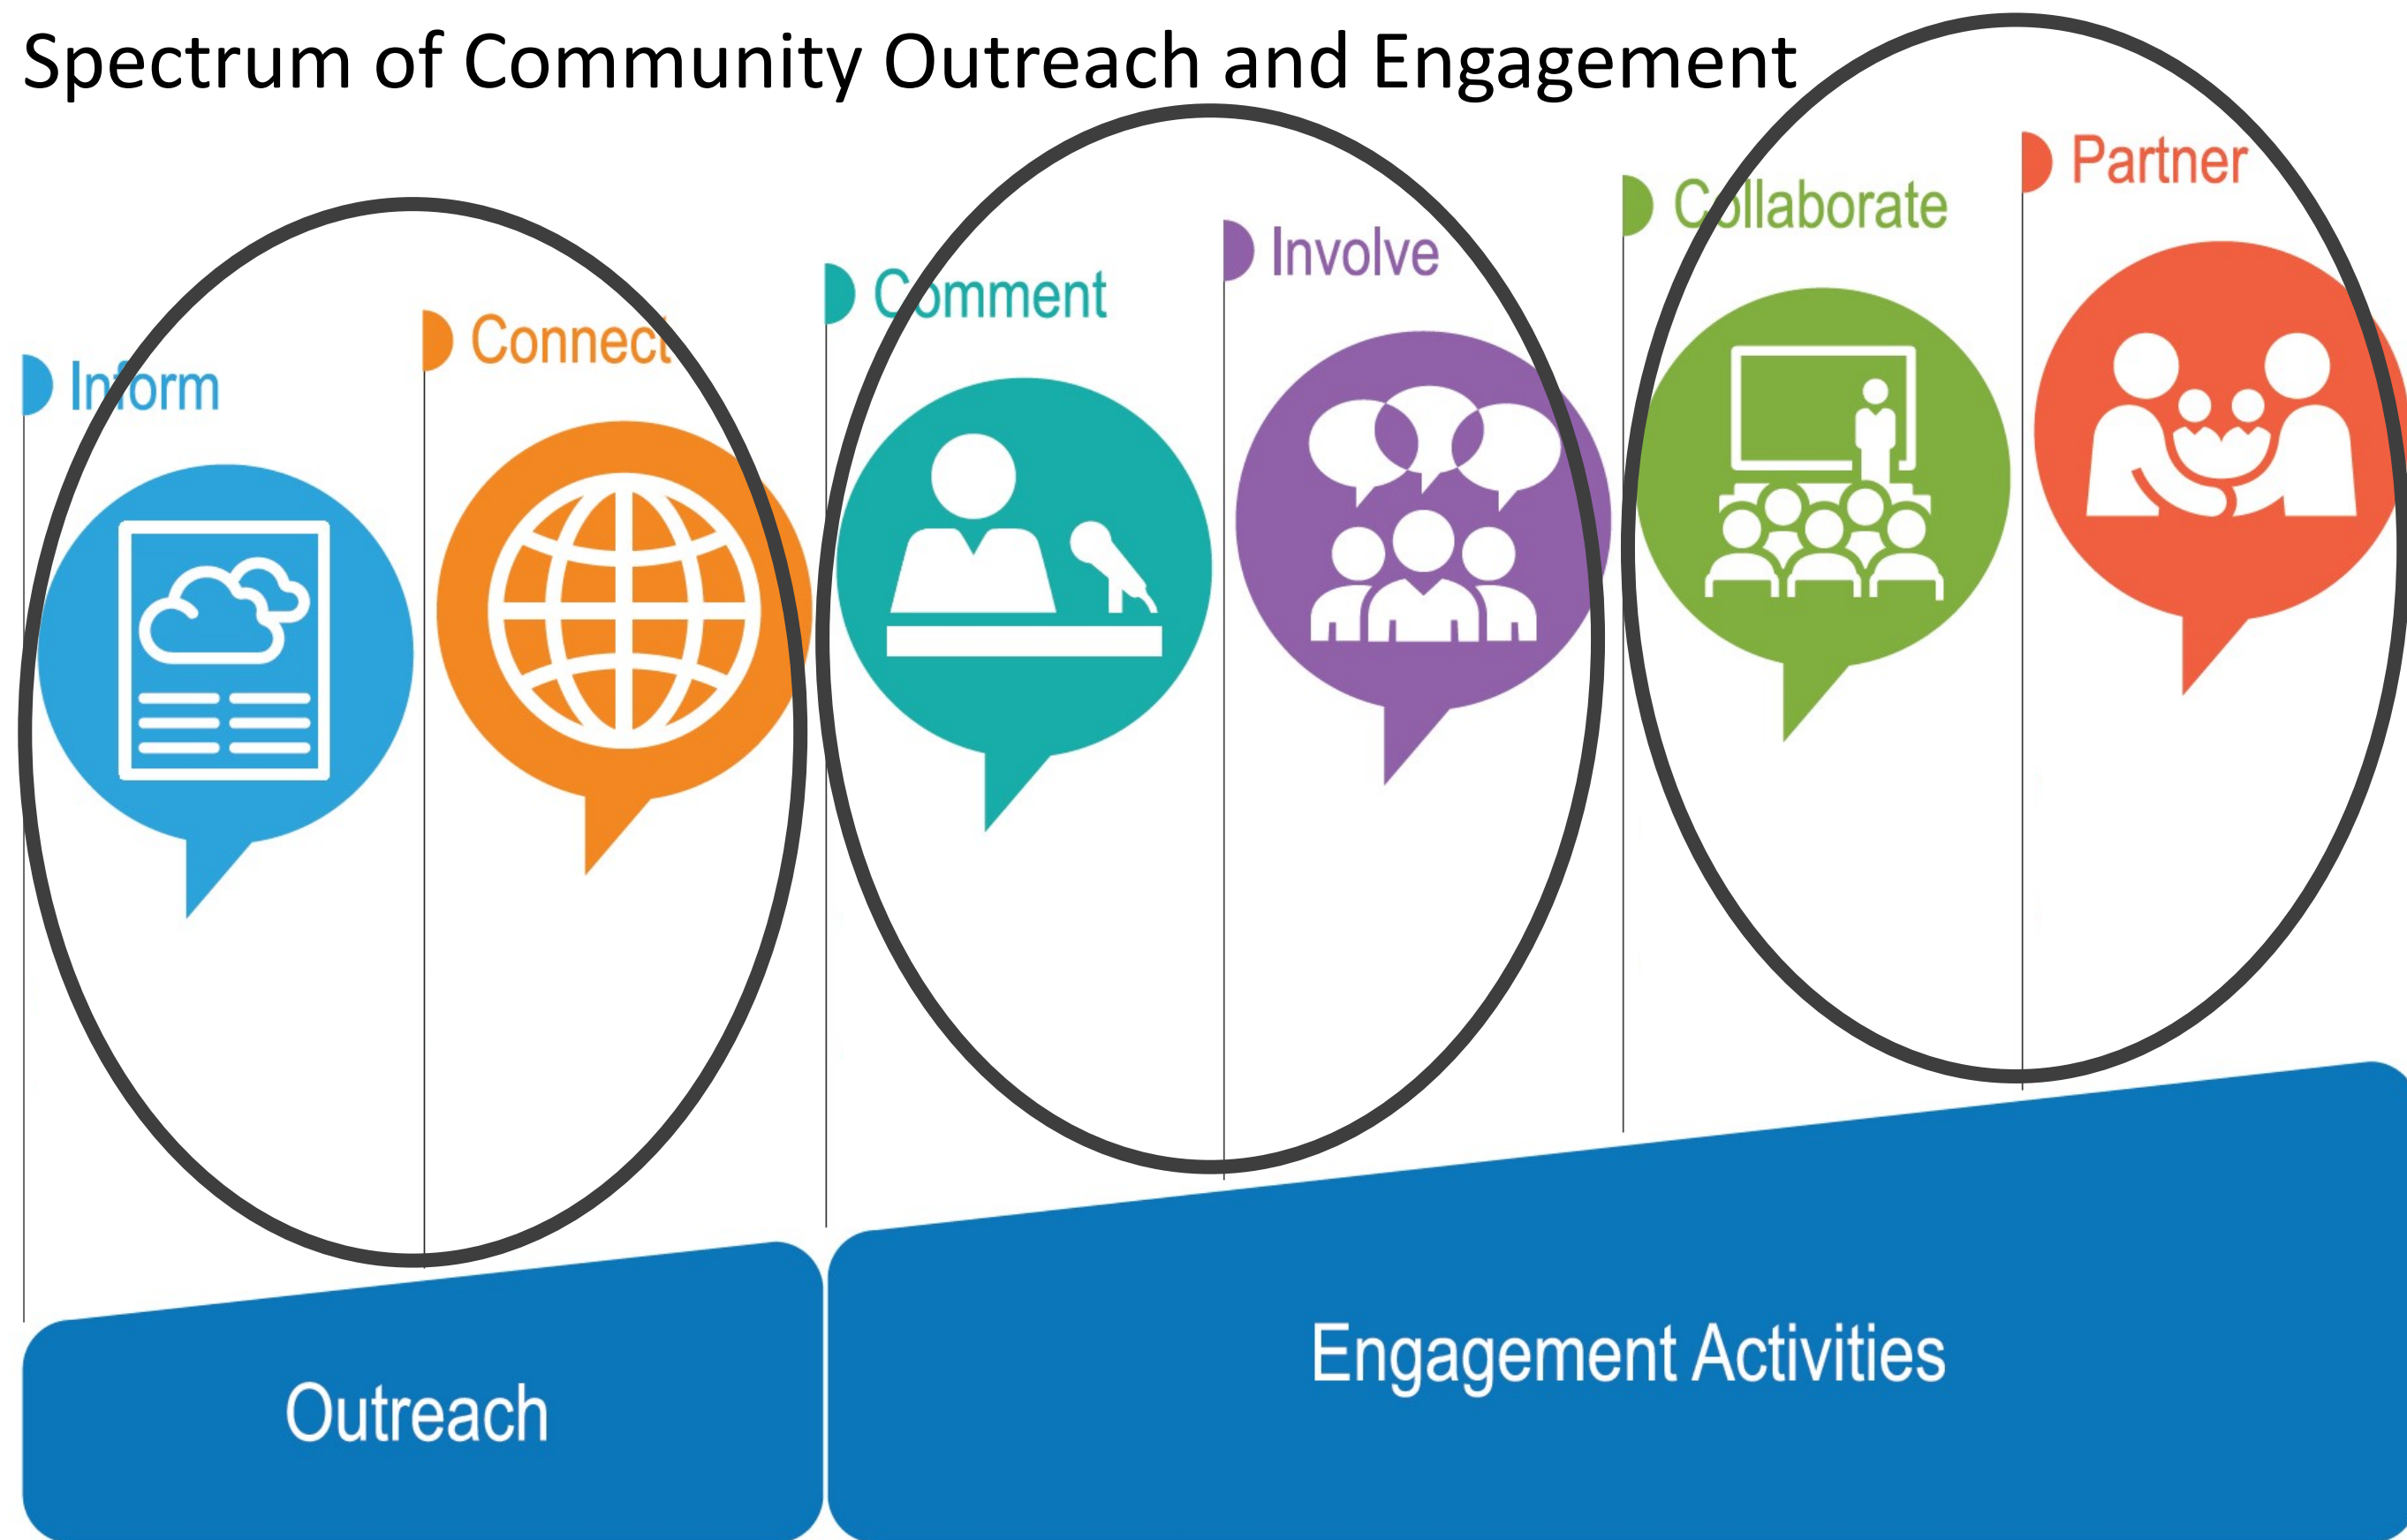 Spectrum of Community Outreach and Engagement
Inform
Connect
Comment
Involve
Collaborate
Partner
Outreach
Engagement Activities